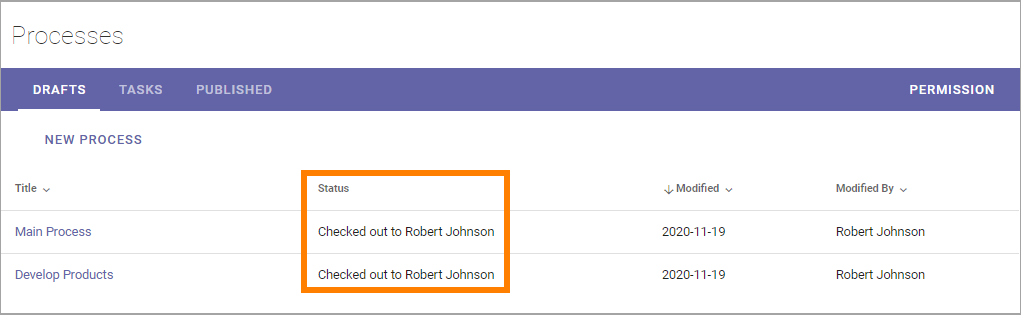 Processes
DRAFTS TASKS PUBLISHED PERMISSION
NEW PROCESS
Title Status Modified Modified By
Main Process Checked out to Robert Johnson 2020-11-19 Robert Johnson
Develop Products Checked out to Robert Johnson 2020-11-19 Robert Johnson